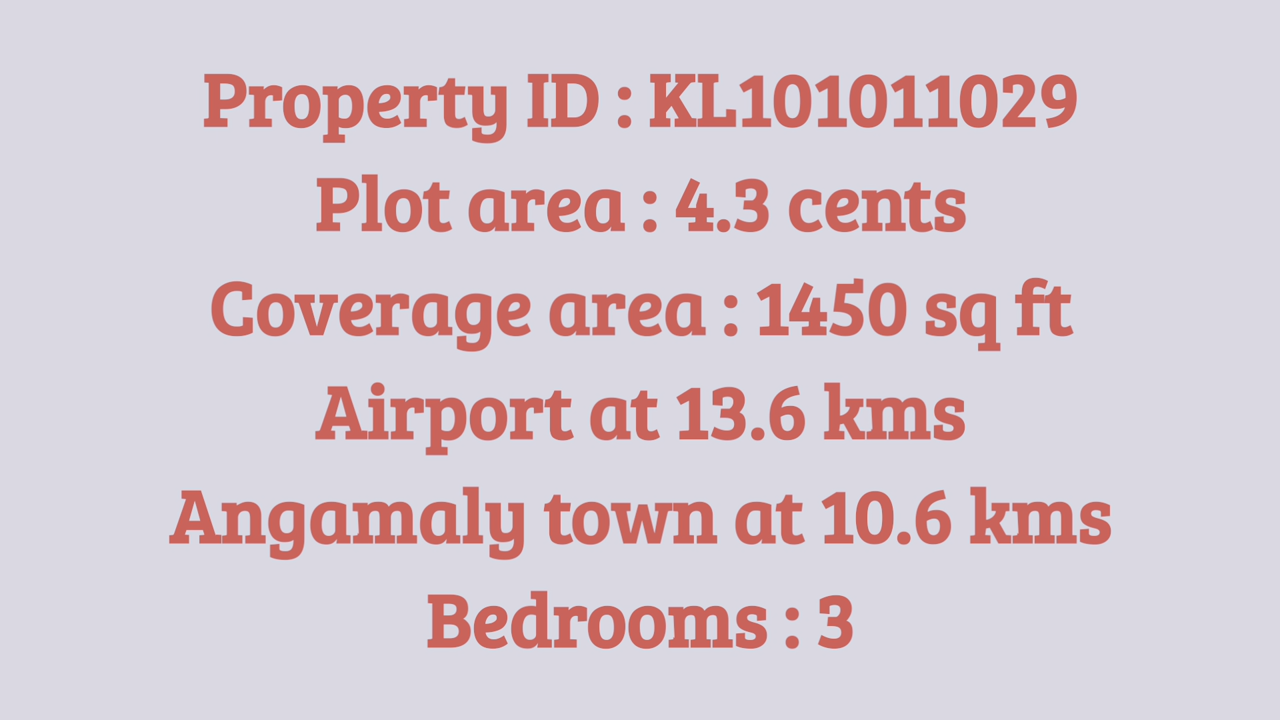 Property ID : KL101011029
Plot area : 4.3 cents
Coverage area : 1450 sq ft
Airport at 13.6 kms
Angamaly town at 10.6 kms
Bedrooms : 3